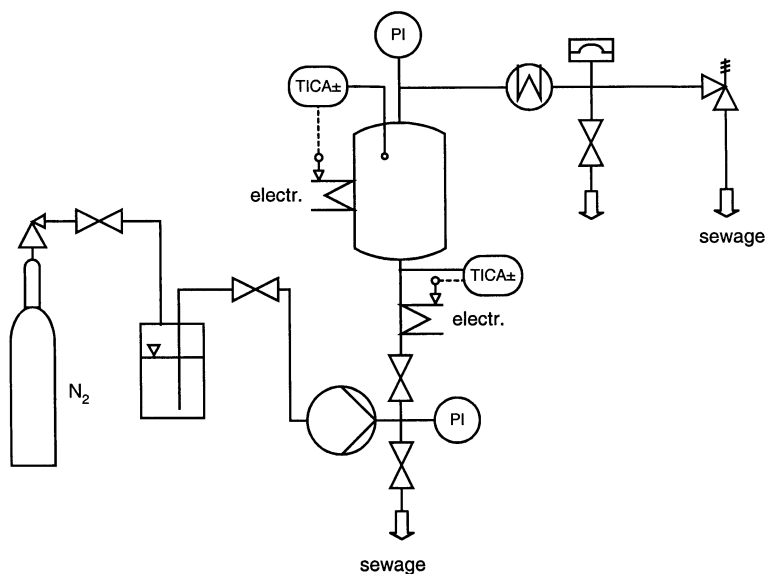 PI
TICA±
electr.
sewage
TICA±
electr.
N₂
PI
sewage